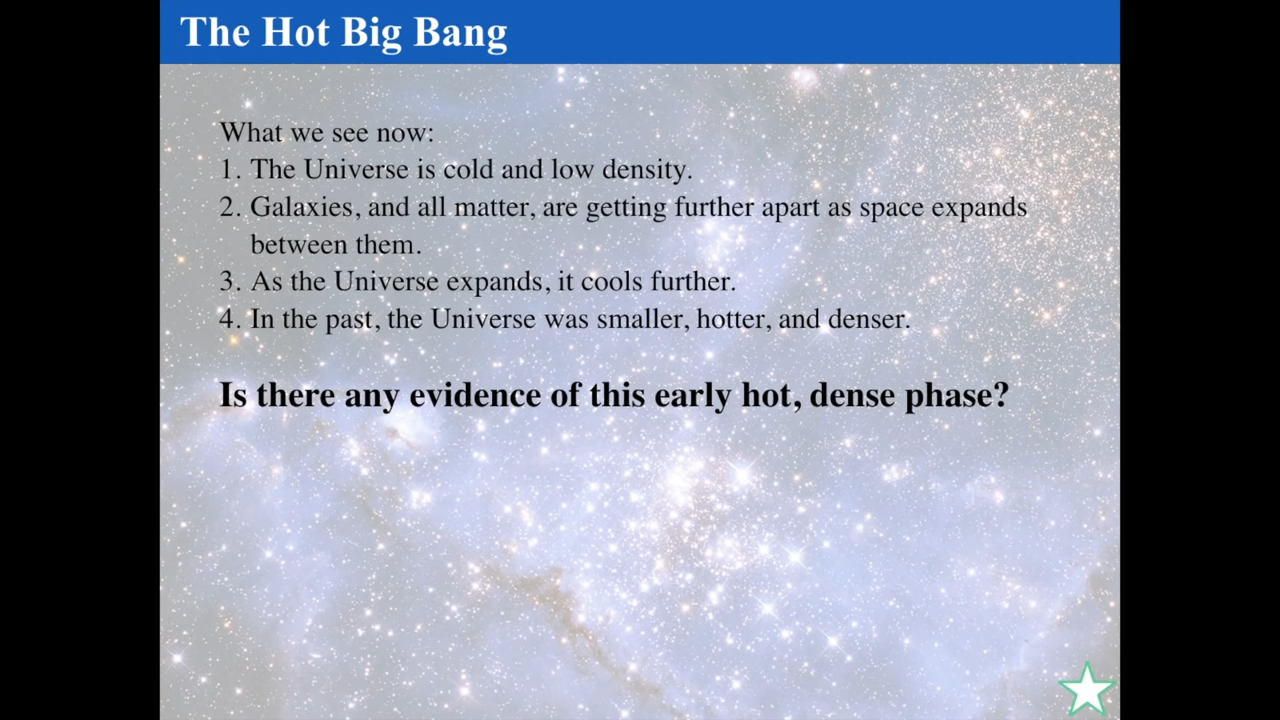 The Hot Big Bang
What we see now:
1. The Universe is cold and low density.
2. Galaxies, and all matter, are getting further apart as space expands
between them.
3. As the Universe expands, it cools further.
4. In the past, the Universe was smaller, hotter, and denser.
Is there any evidence of this early hot, dense phase?